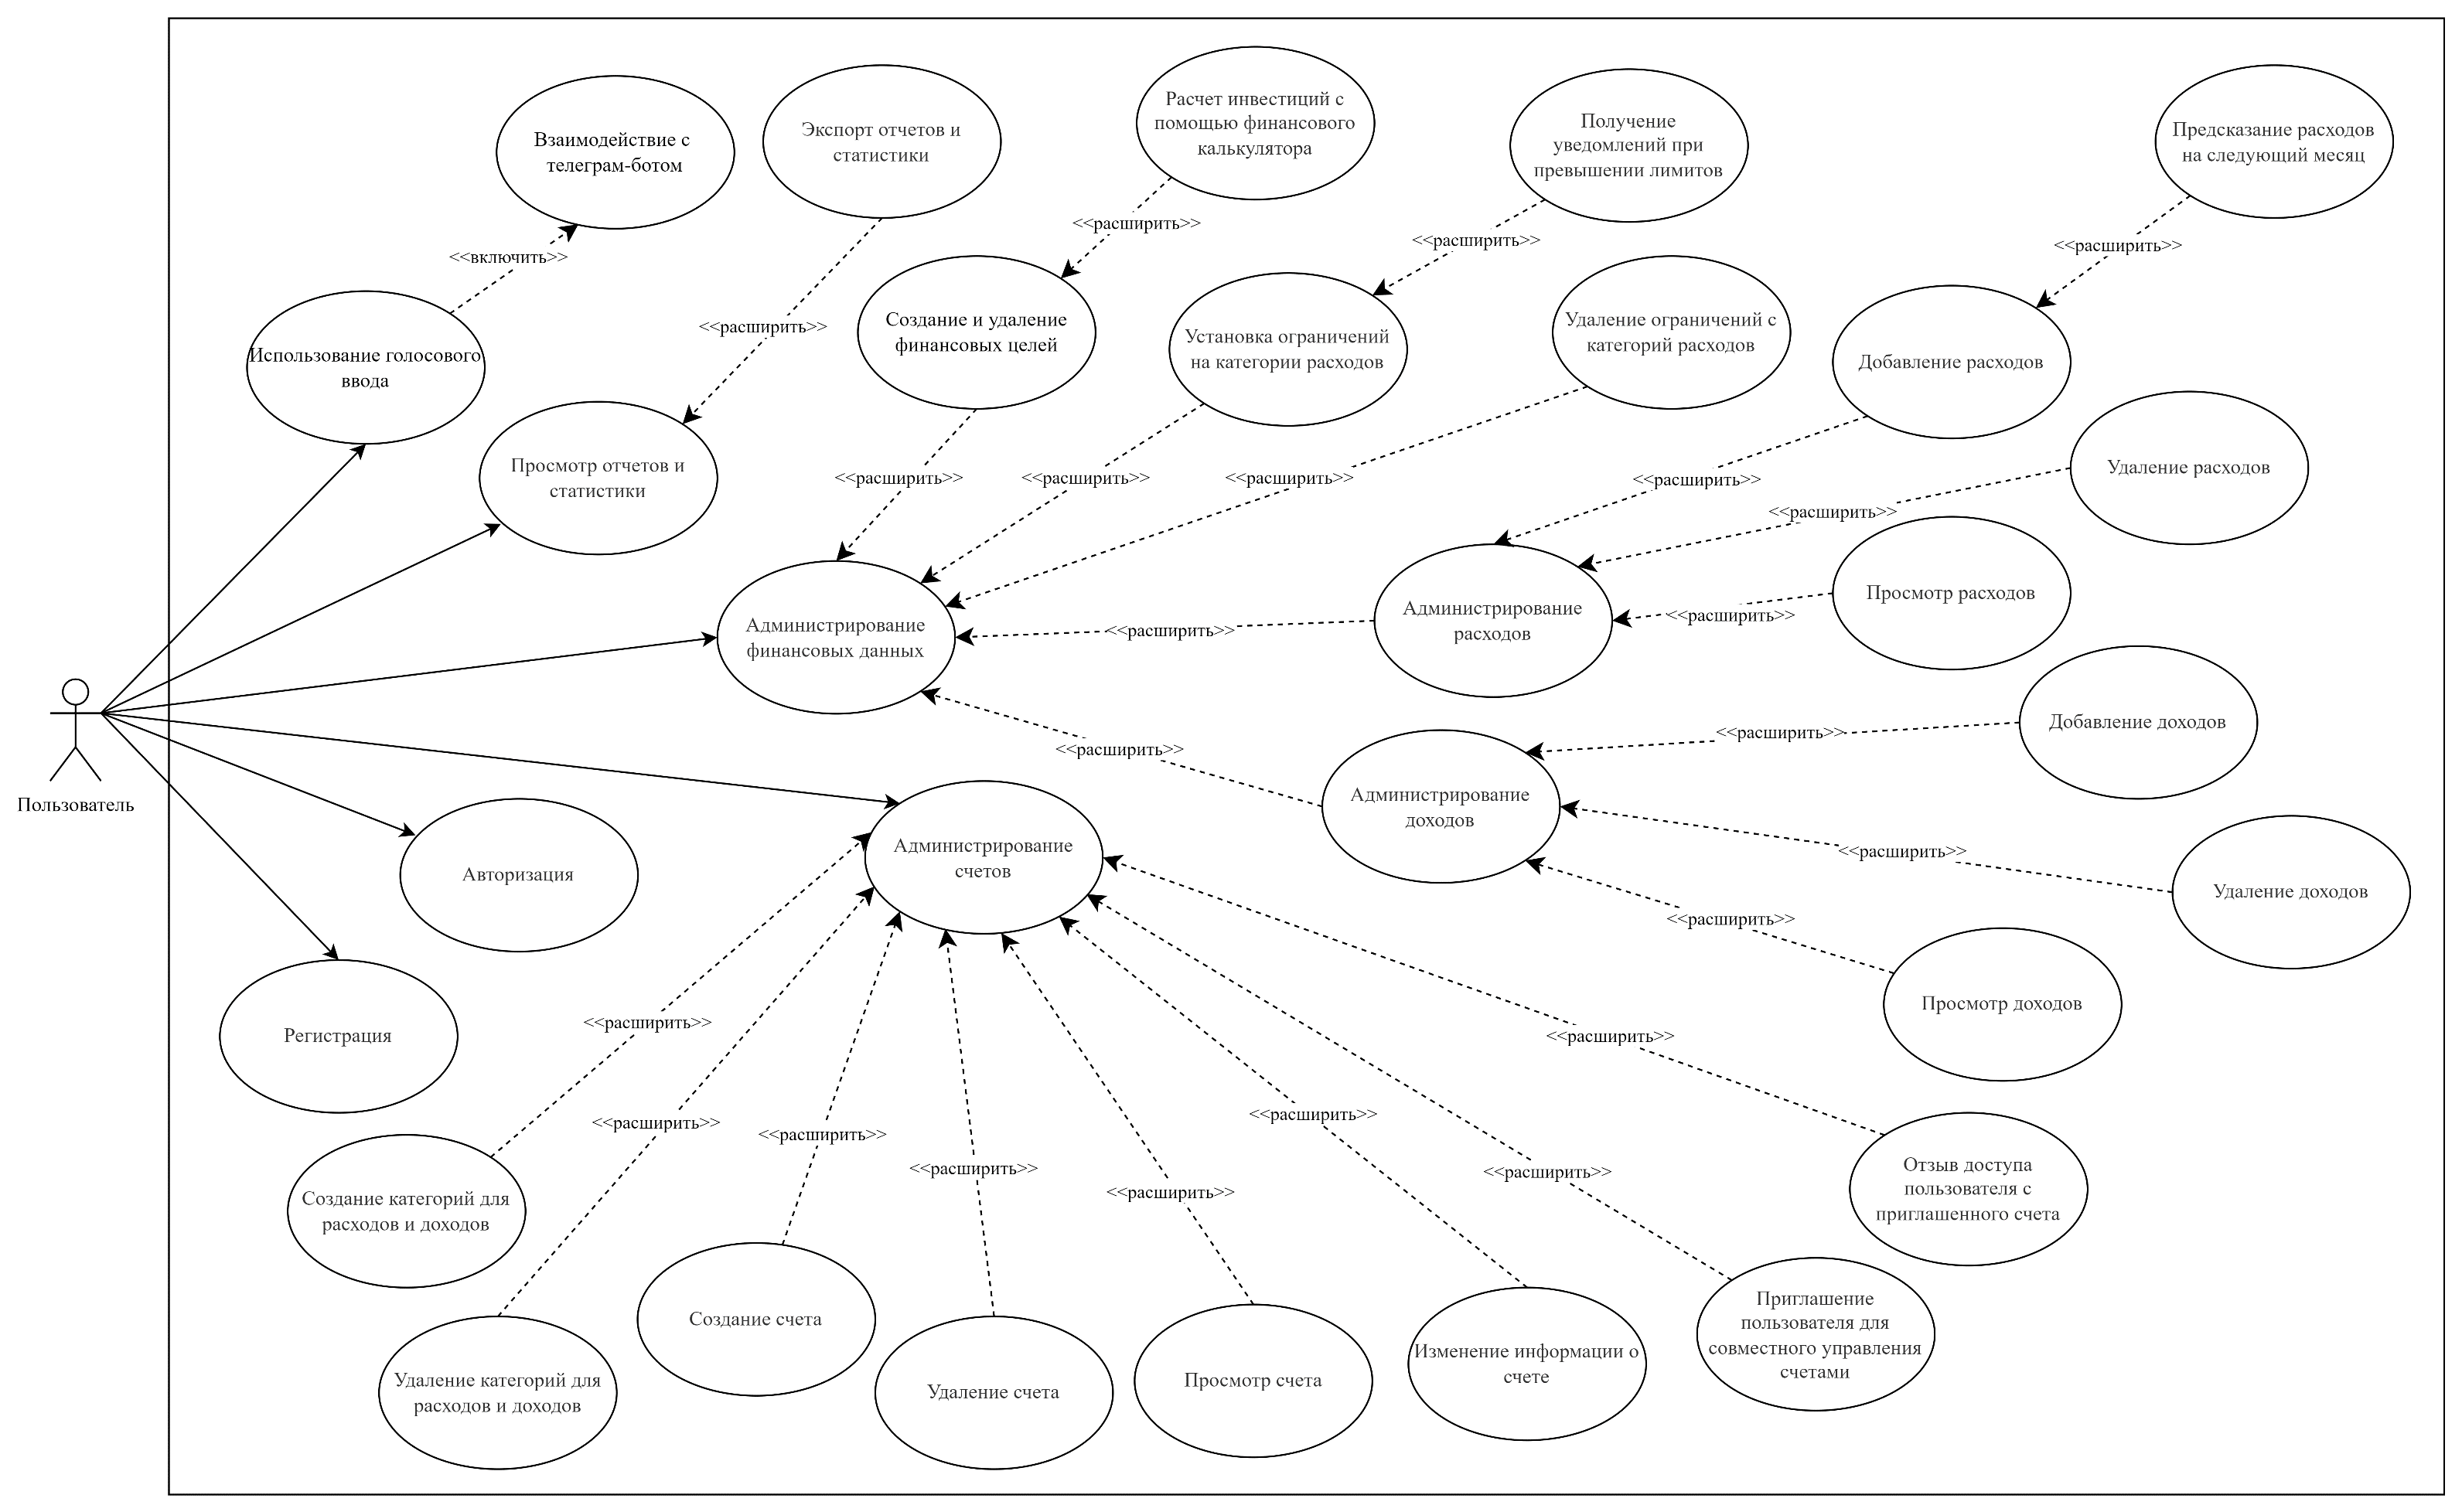 Взаимодействие с
телеграм-ботом
Экспорт отчетов и
статистики
Расчет инвестиций с
помощью финансового
калькулятора
Получение
уведомлений при
превышении лимитов
Предсказание расходов
на следующий месяц
<<расширить>>
<<расширить>>
<<расширить>>
<<включить>>
<<расширить>>
Использование голосового
ввода
Создание и удаление
финансовых целей
Установка ограничений
на категории расходов
Удаление ограничений с
категорий расходов
Добавление расходов
Просмотр отчетов и
статистики
<<расширить>>
<<расширить>>
<<расширить>>
<<расширить>>
Удаление расходов
<<расширить>>
Администрирование
финансовых данных
<<расширить>>
Администрирование
расходов
<<расширить>>
Просмотр расходов
<<расширить>>
<<расширить>>
Добавление доходов
Пользователь
Администрирование
доходов
Администрирование
счетов
<<расширить>>
Авторизация
Удаление доходов
<<расширить>>
Просмотр доходов
Регистрация
<<расширить>>
<<расширить>>
<<расширить>>
<<расширить>>
<<расширить>>
<<расширить>>
<<расширить>>
<<расширить>>
Отзыв доступа
пользователя с
приглашенного счета
Создание категорий для
расходов и доходов
Удаление категорий для
расходов и доходов
Создание счета
Удаление счета
Просмотр счета
Изменение информации о
счете
Приглашение
пользователя для
совместного управления
счетами